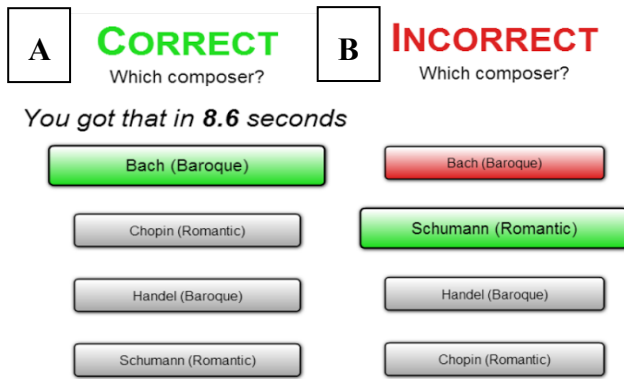 A
CORRECT
Which composer?
You got that in 8.6 seconds
Bach (Baroque)
Chopin (Romantic)
Handel (Baroque)
Schumann (Romantic)
B
INCORRECT
Which composer?
Bach (Baroque)
Schumann (Romantic)
Handel (Baroque)
Chopin (Romantic)